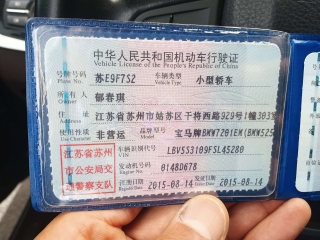 中华人民共和国机动车行驶证
Vehicle License of the People's Republic of China
号牌号码 Plate No. 苏E9F7S2 车辆类型 Vehicle Type 小型轿车
所有人 Owner 郁春琪
住址 Address 江苏省苏州市姑苏区干将西路929号1幢303室
使用性质 Use Character 非营运 品牌型号 Model 宝马牌BMW7201EM(BMW525
江苏省苏州
市公安局交
通警察支队
车辆识别代号 VIN LBV5S3109FSL45280
发动机号码 Engine No. 0148D678
注册日期 2015-08-14 发证日期 2015-08-14